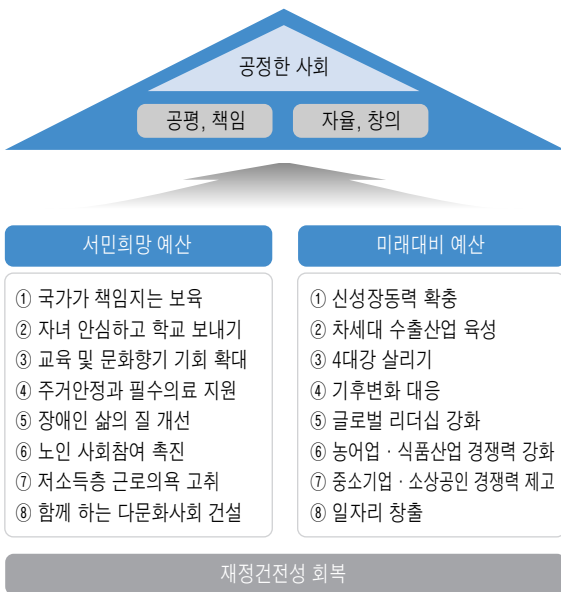 공정한 사회
공평, 책임
자율, 창의
서민희망 예산
① 국가가 책임지는 보육
② 자녀 안심하고 학교 보내기
③ 교육 및 문화향기 기회 확대
④ 주거안정과 필수의료 지원
⑤ 장애인 삶의 질 개선
⑥ 노인 사회참여 촉진
⑦ 저소득층 근로의욕 고취
⑧ 함께 하는 다문화사회 건설
미래대비 예산
① 신성장동력 확충
② 차세대 수출산업 육성
③ 4대강 살리기
④ 기후변화 대응
⑤ 글로벌 리더십 강화
⑥ 농어업 · 식품산업 경쟁력 강화
⑦ 중소기업 · 소상공인 경쟁력 제고
⑧ 일자리 창출
재정건전성 회복